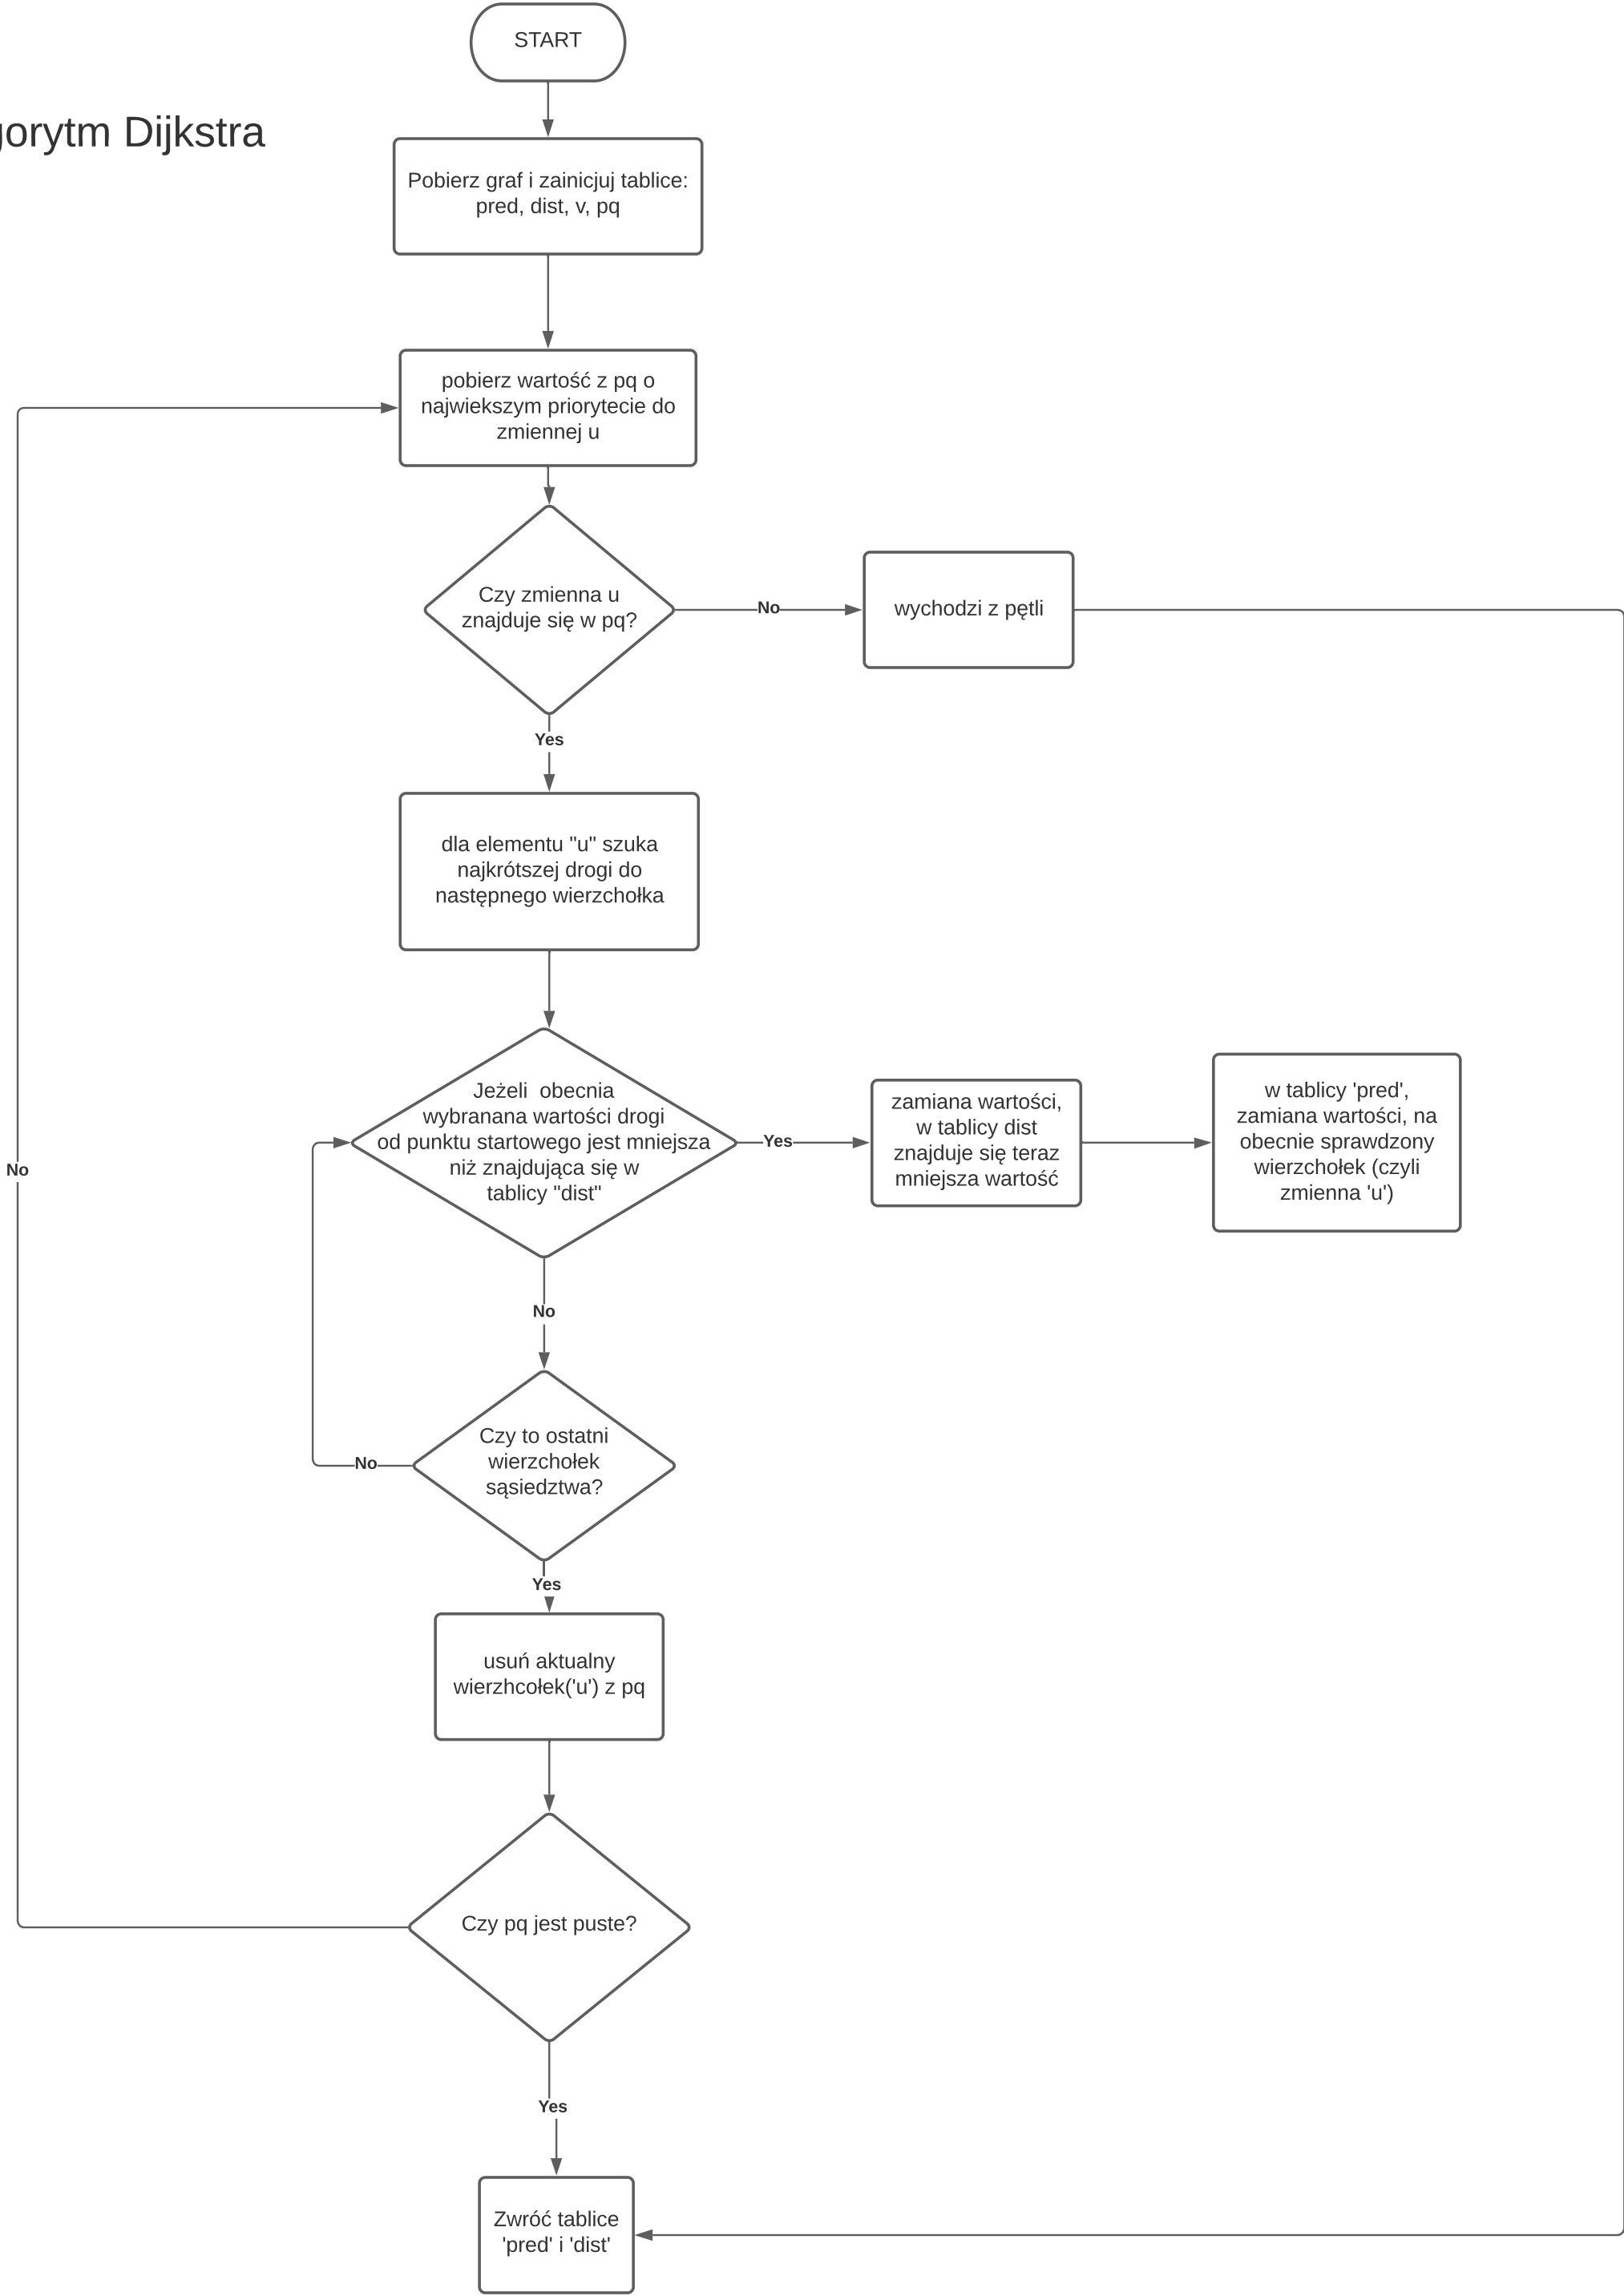 START
gorytm Dijkstra
Pobierz graf i zainicjuj tablice:
pred, dist, v, pq
pobierz wartość z pq o
najwiekszym priorytecie do
zmiennej u
Czy zmienna u
znajduje się w pq?
No
wychodzi z pętli
Yes
dla elementu "u" szuka
najkrótszej drogi do
następnego wierzchołka
Jeżeli  obecnia
wybranana wartości drogi
od punktu startowego jest mniejsza
niż znajdująca się w
tablicy "dist"
Yes
zamiana wartości,
w tablicy dist
znajduje się teraz
mniejsza wartość
w tablicy 'pred',
zamiana wartości, na
obecnie sprawdzony
wierzchołek (czyli
zmienna 'u')
No
No
Czy to ostatni
wierzchołek
sąsiedztwa?
No
Yes
usuń aktualny
wierzhcołek('u') z pq
Czy pq jest puste?
Yes
Zwróć tablice
'pred' i 'dist'